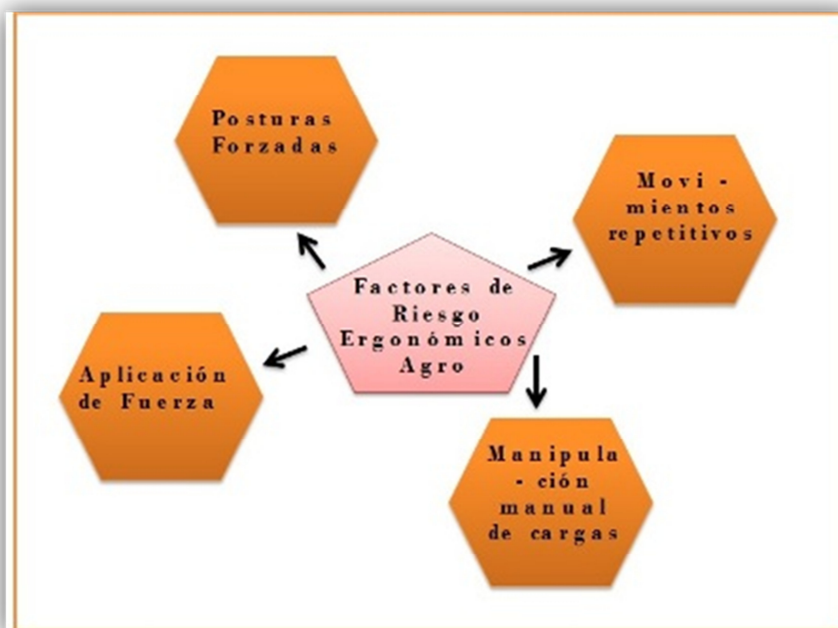 Posturas
Forzadas
Movi -
mientos
repetitivos
Factores de
Riesgo
Ergonómicos
Agro
Aplicación
de Fuerza
Manipula
- ción
manual
de cargas